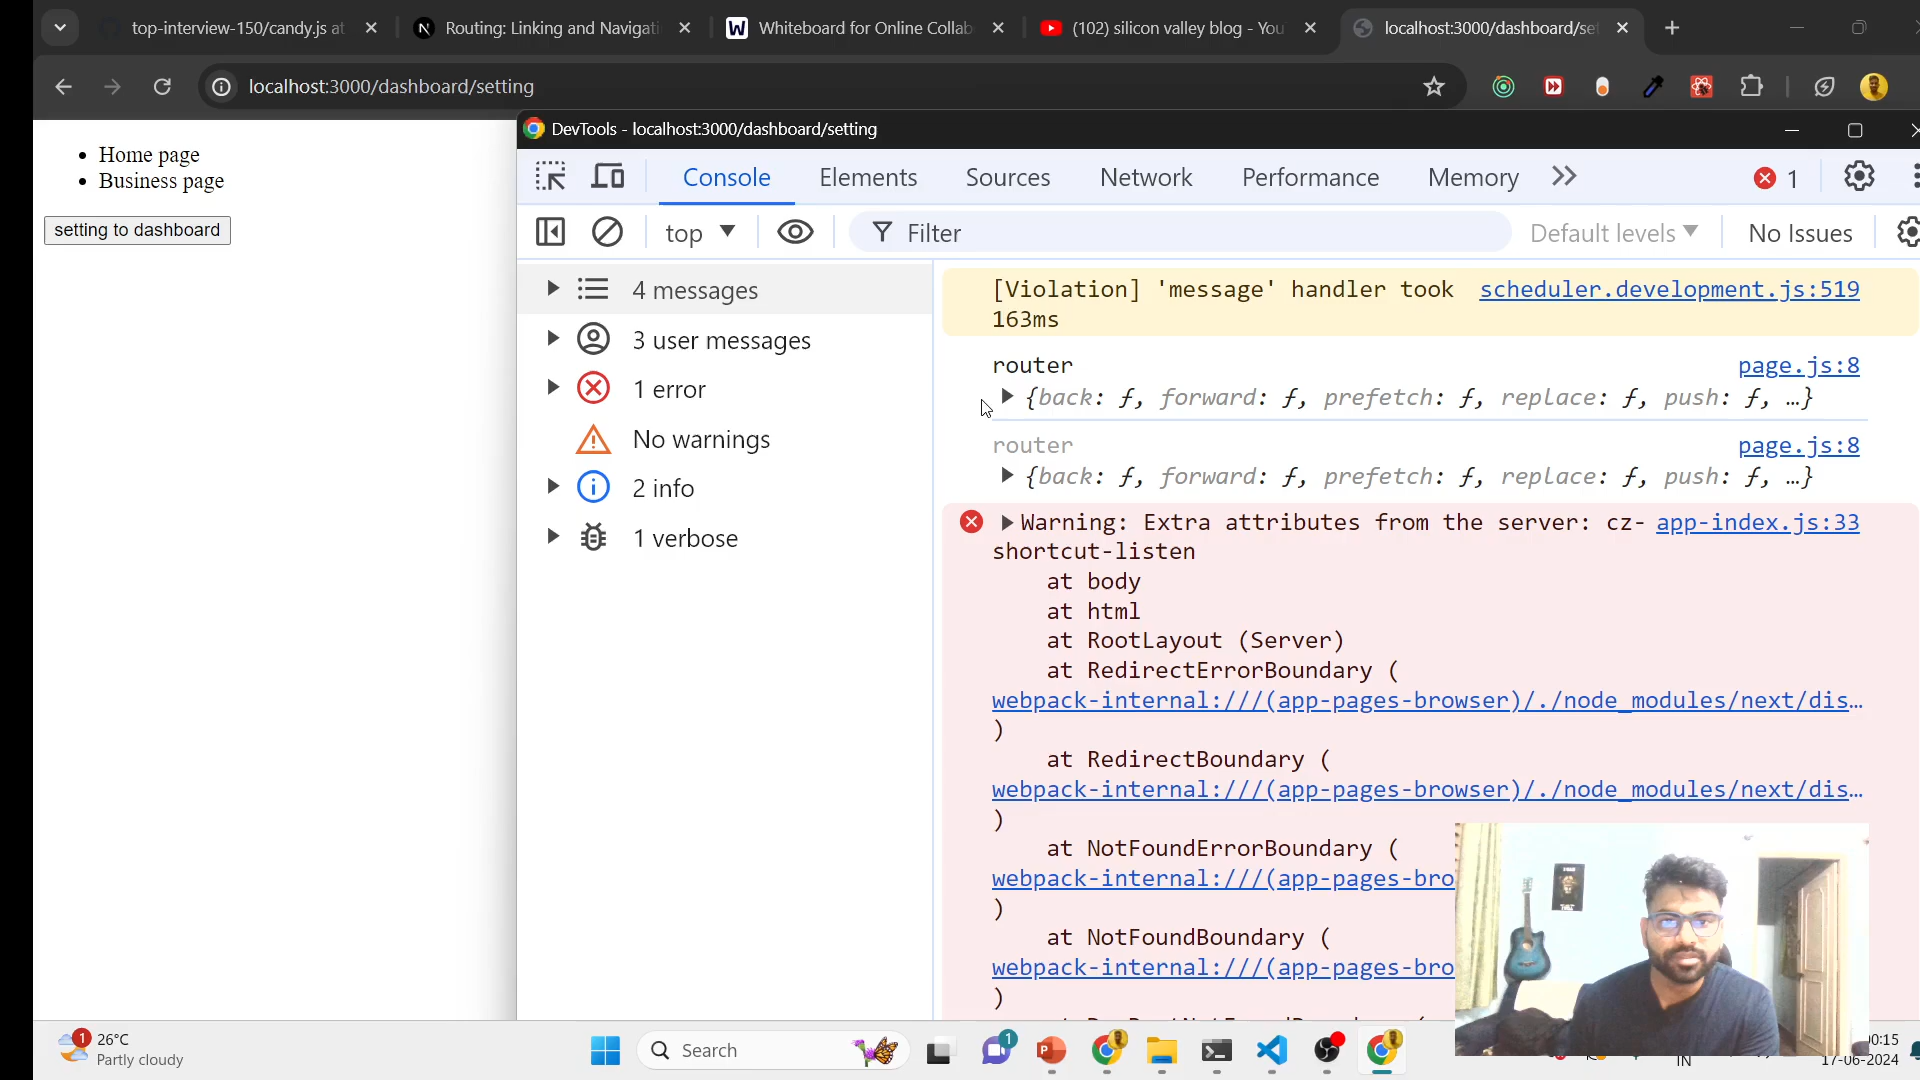 top-interview-150/candy.js at
Routing: Linking and Navigati
Whiteboard for Online Collab
(102) silicon valley blog - You
localhost:3000/dashboard/set
localhost:3000/dashboard/setting
Home page
Business page
setting to dashboard
DevTools - localhost:3000/dashboard/setting
Console Elements Sources Network Performance Memory 1
top Filter Default levels No Issues
4 messages
3 user messages
1 error
No warnings
2 info
1 verbose
[Violation] 'message' handler took scheduler.development.js:519
163ms
router page.js:8
{back: ƒ, forward: ƒ, prefetch: ƒ, replace: ƒ, push: ƒ, …}
router page.js:8
{back: ƒ, forward: ƒ, prefetch: ƒ, replace: ƒ, push: ƒ, …}
Warning: Extra attributes from the server: cz- app-index.js:33
shortcut-listen
at body
at html
at RootLayout (Server)
at RedirectErrorBoundary (
webpack-internal:///(app-pages-browser)/./node_modules/next/dis…
)
at RedirectBoundary (
webpack-internal:///(app-pages-browser)/./node_modules/next/dis…
)
at NotFoundErrorBoundary (
webpack-internal:///(app-pages-bro
)
at NotFoundBoundary (
webpack-internal:///(app-pages-bro
)
1
26°C
Partly cloudy
Search
1
IN
00:15
17-06-2024